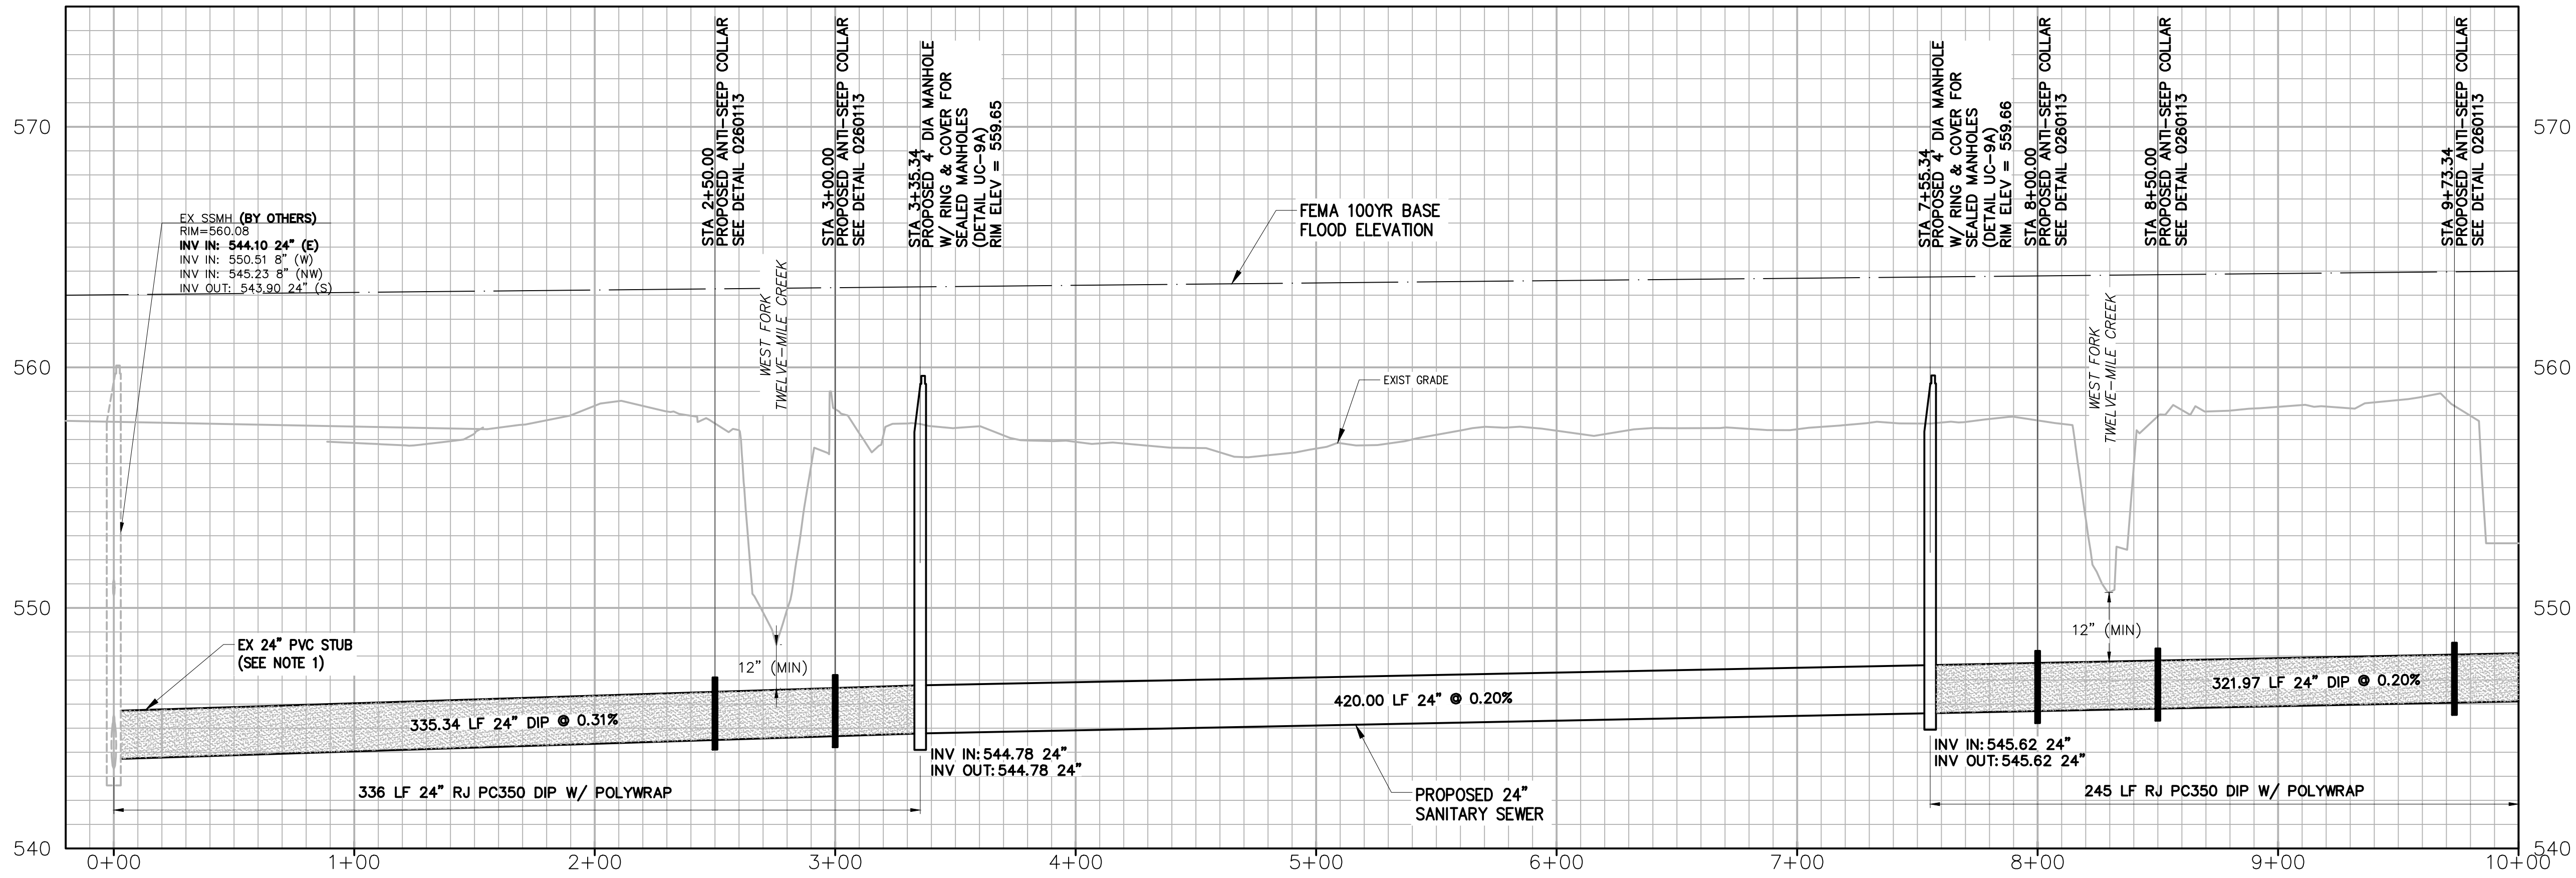 STA 2+50.00
PROPOSED ANTI-SEEP COLLAR
SEE DETAIL 0260113
STA 3+00.00
PROPOSED ANTI-SEEP COLLAR
SEE DETAIL 0260113
STA 3+35.34
PROPOSED 4' DIA MANHOLE
W/ RING & COVER FOR
SEALED MANHOLES
(DETAIL UC-9A)
RIM ELEV = 559.65
STA 7+55.34
PROPOSED 4' DIA MANHOLE
W/ RING & COVER FOR
SEALED MANHOLES
(DETAIL UC-9A)
RIM ELEV = 559.66
STA 8+00.00
PROPOSED ANTI-SEEP COLLAR
SEE DETAIL 0260113
STA 8+50.00
PROPOSED ANTI-SEEP COLLAR
SEE DETAIL 0260113
STA 9+73.34
PROPOSED ANTI-SEEP COLLAR
SEE DETAIL 0260113
570
570
EX SSMH (BY OTHERS)
RIM=560.08
INV IN: 544.10 24" (E)
INV IN: 550.51 8" (W)
INV IN: 545.23 8" (NW)
INV OUT: 543.90 24" (S)
FEMA 100YR BASE
FLOOD ELEVATION
WEST FORK
TWELVE-MILE CREEK
WEST FORK
TWELVE-MILE CREEK
560
560
EXIST GRADE
550
550
EX 24" PVC STUB
(SEE NOTE 1)
12" (MIN)
12" (MIN)
335.34 LF 24" DIP @ 0.31%
420.00 LF 24" @ 0.20%
321.97 LF 24" DIP @ 0.20%
INV IN: 544.78 24"
INV OUT: 544.78 24"
INV IN: 545.62 24"
INV OUT: 545.62 24"
336 LF 24" RJ PC350 DIP W/ POLYWRAP
PROPOSED 24"
SANITARY SEWER
245 LF RJ PC350 DIP W/ POLYWRAP
540
540
0+00
1+00
2+00
3+00
4+00
5+00
6+00
7+00
8+00
9+00
10+00